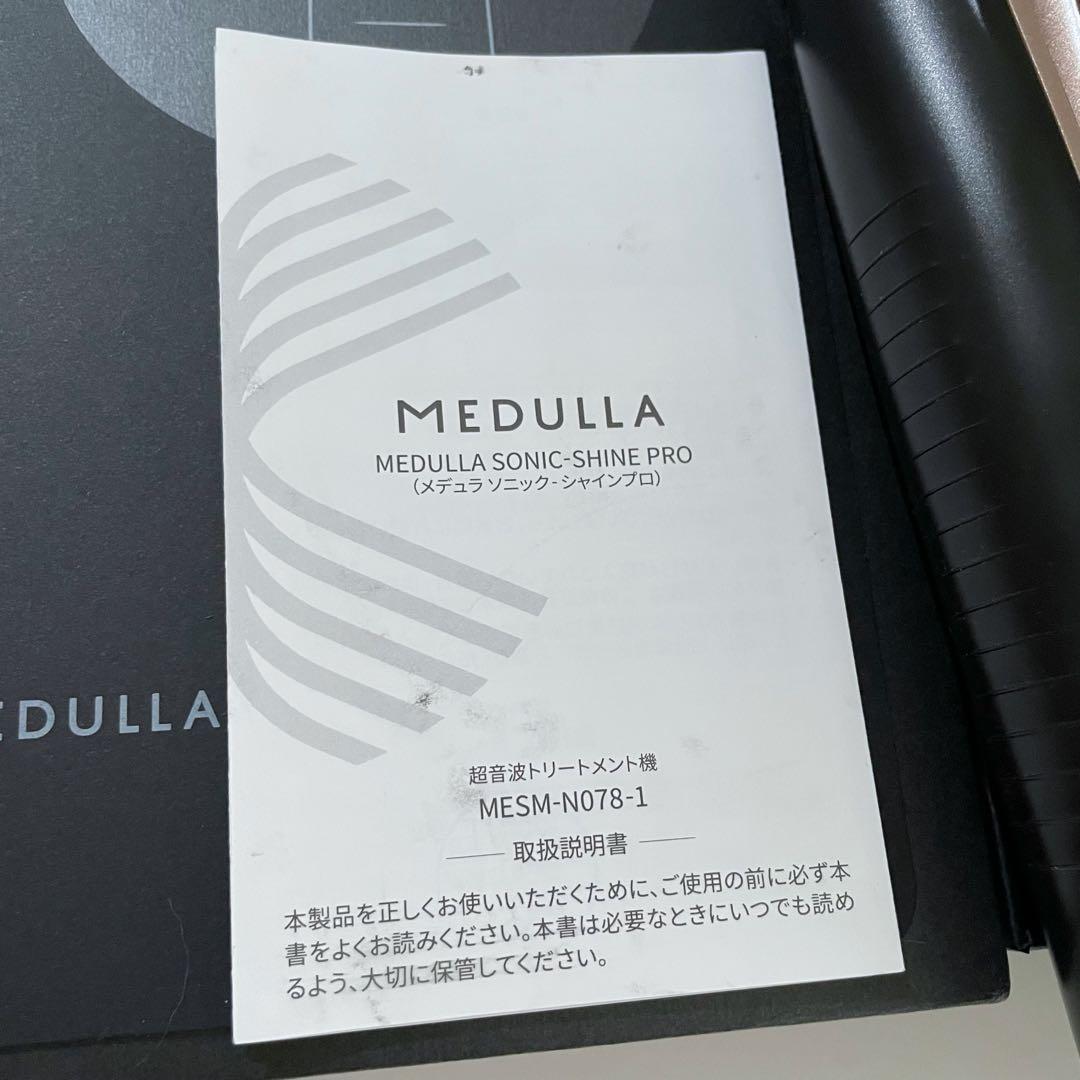 MEDULLA
MEDULLA SONIC-SHINE PRO
(メデュラ ソニック-シャインプロ)
EDULLA
超音波トリートメント機
MESM-N078-1
取扱説明書
本製品を正しくお使いいただくために、ご使用の前に必ず本
書をよくお読みください。本書は必要なときにいつでも読め
るよう、大切に保管してください。